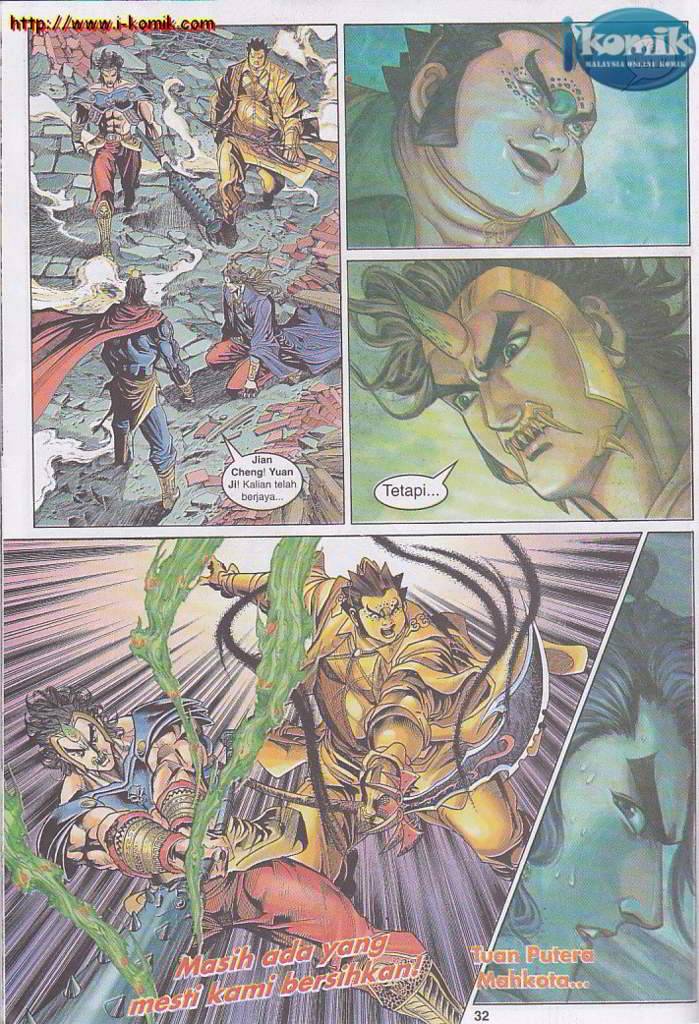 http://www.i-komik.com
i komik
MALAYSIA ONLINE KOMIK
Jian
Cheng! Yuan
Ji! Kalian telah
berjaya...
Tetapi...
Masih ada yang
mesti kami bersihkan!
Tuan Putera
Mahkota...
32